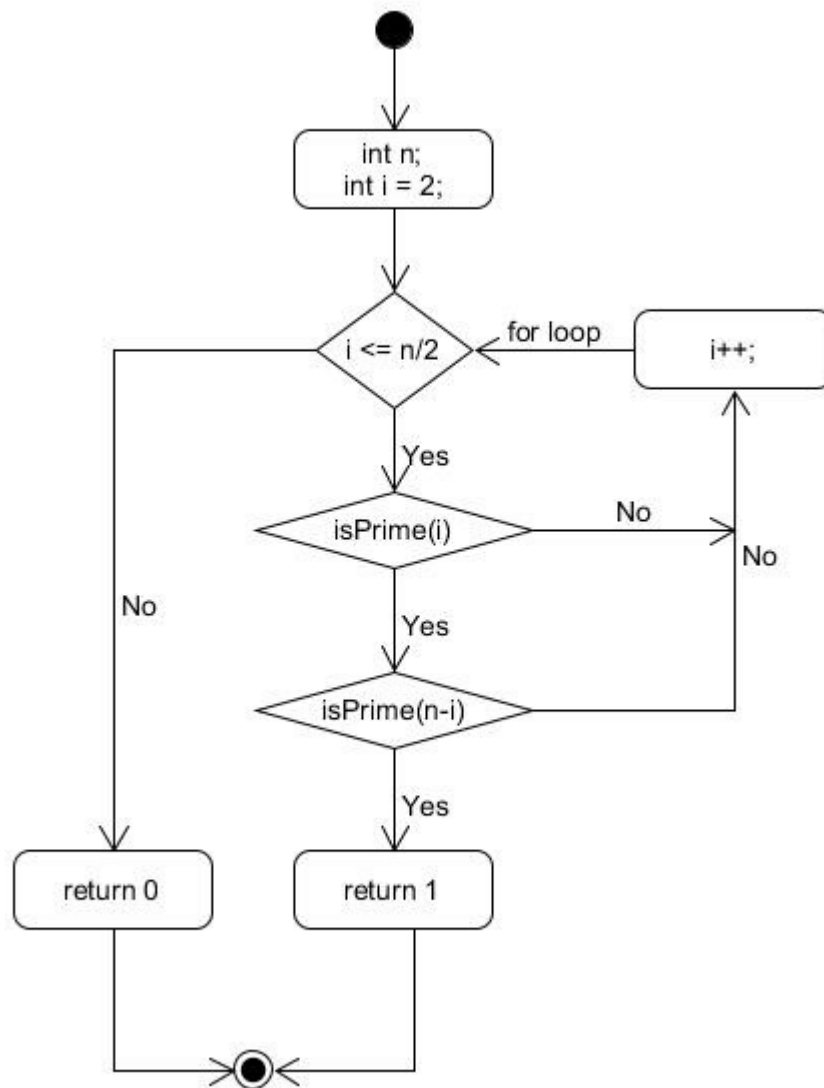 int n;
int i = 2;
i <= n/2
for loop
i++;
Yes
isPrime(i)
No
No
No
Yes
isPrime(n-i)
Yes
return 0
return 1